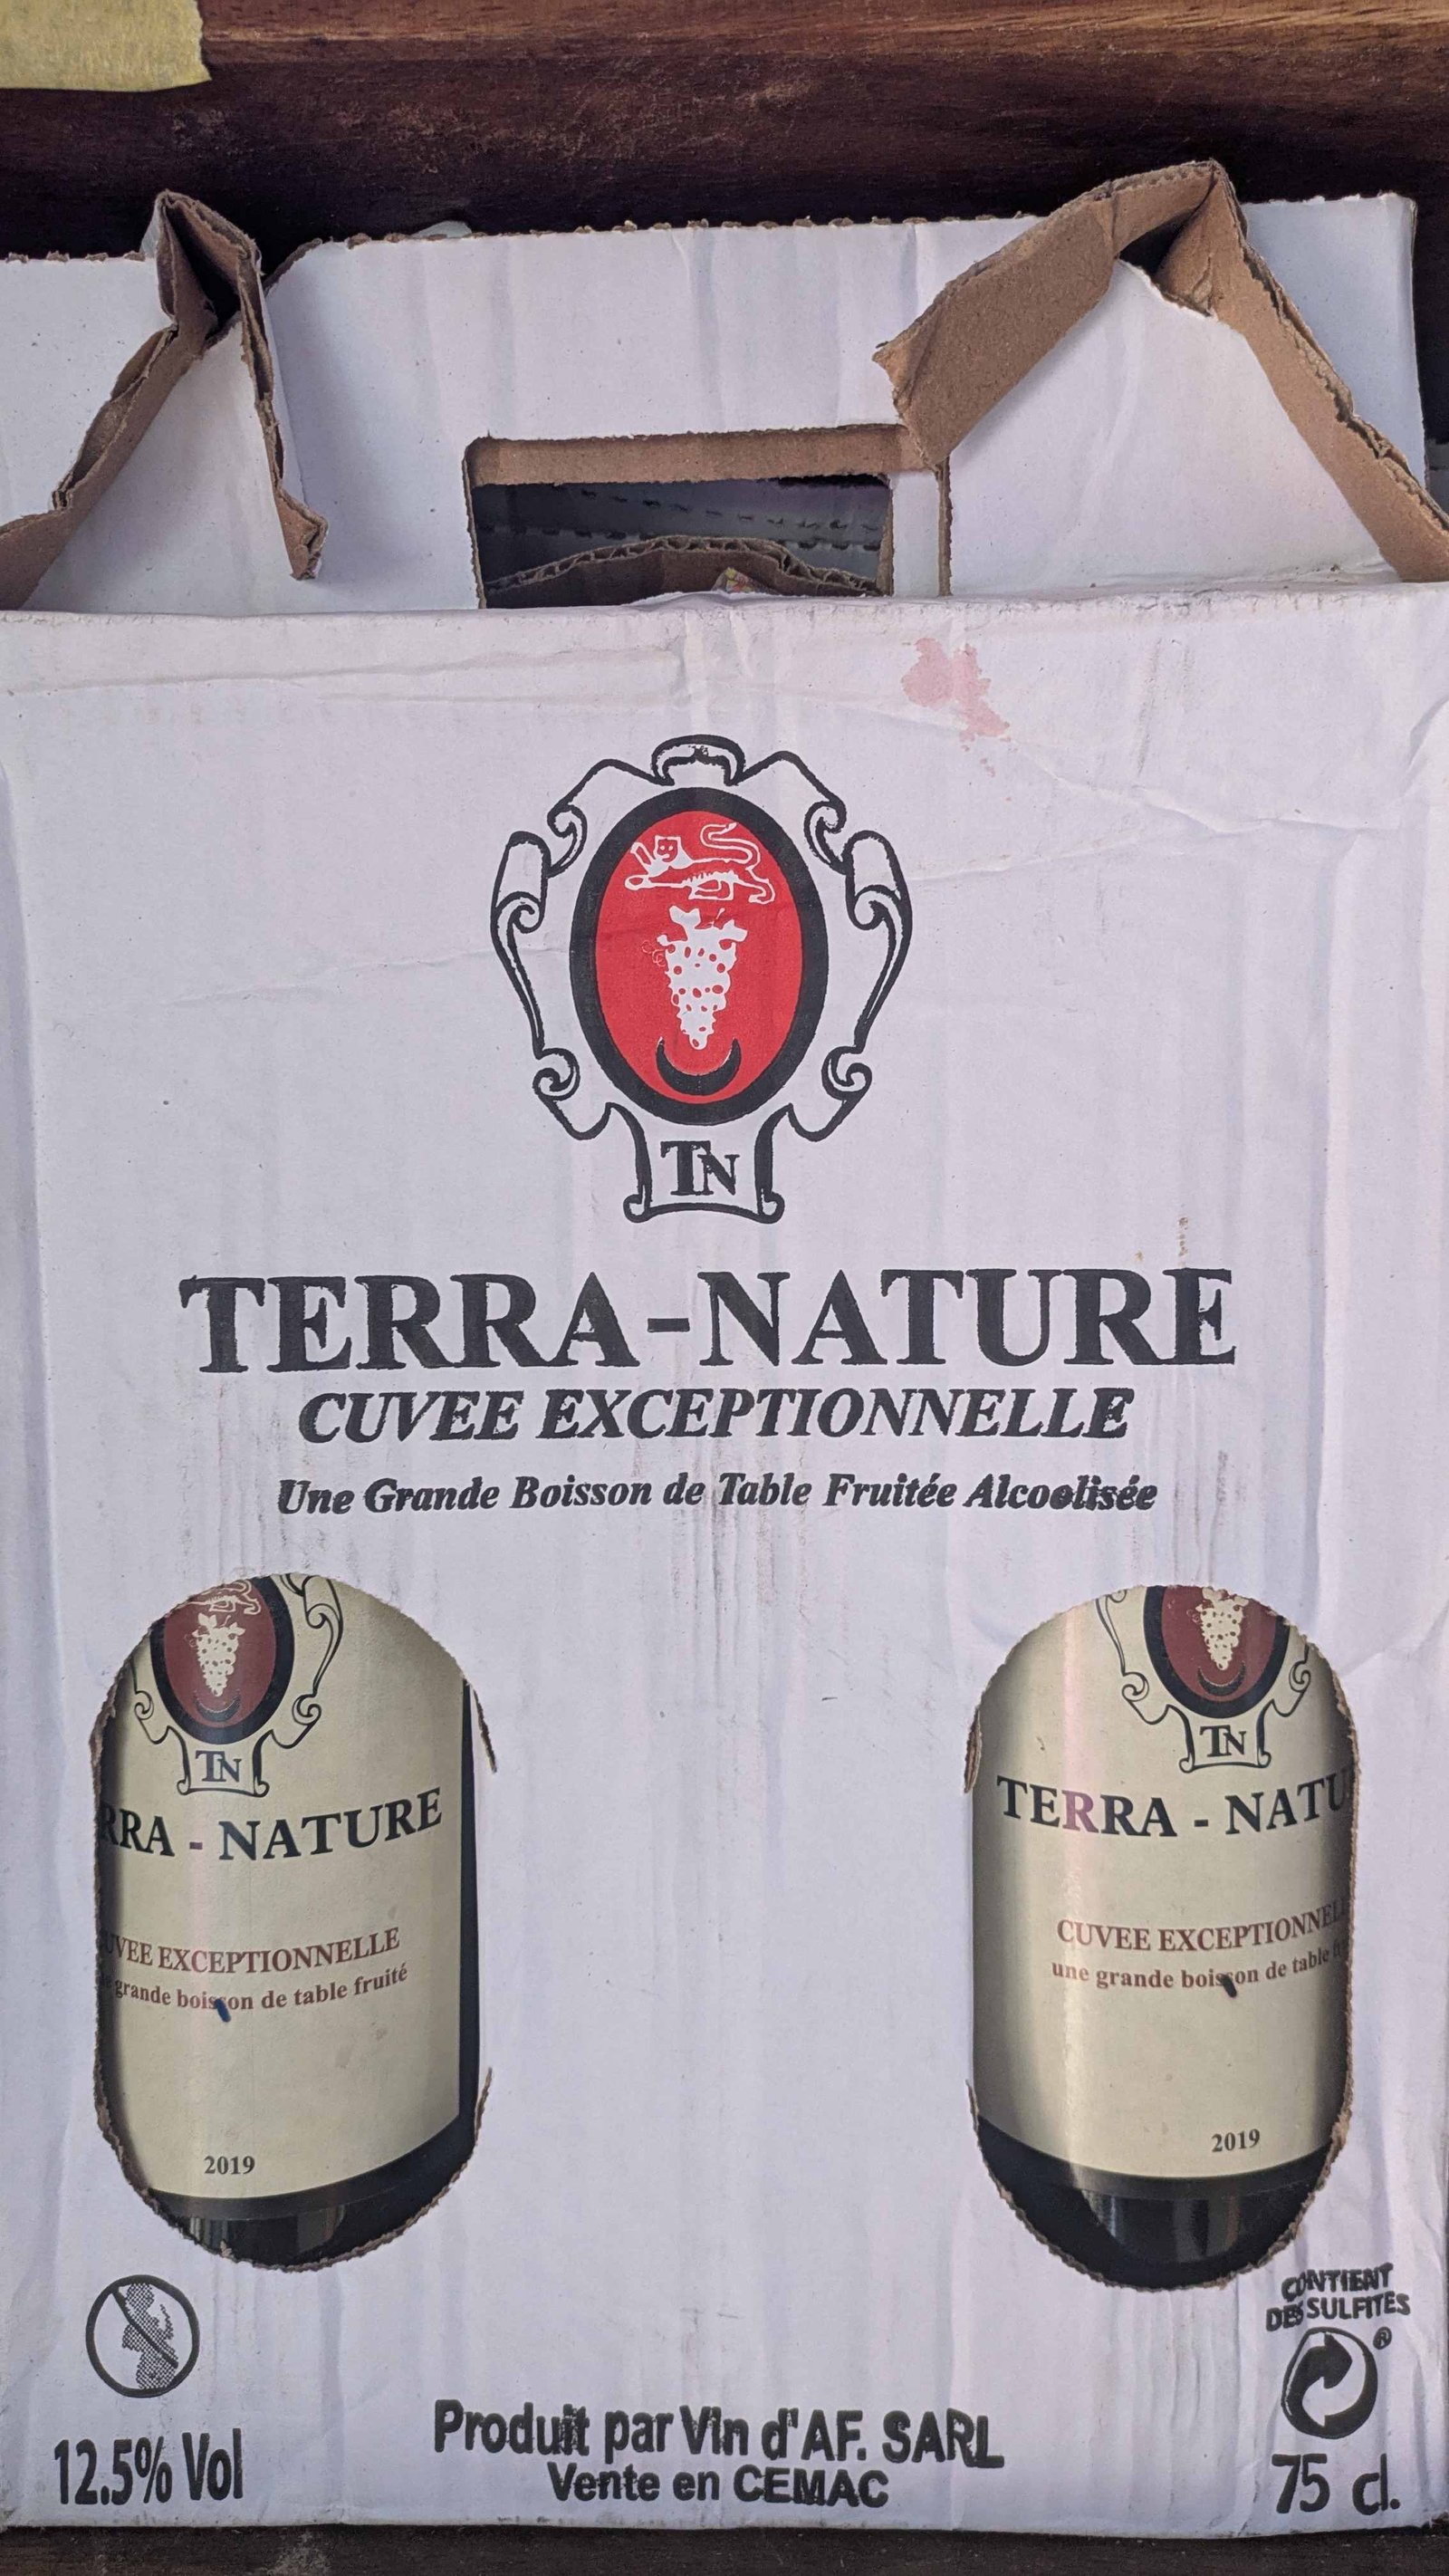 TN
TERRA-NATURE
CUVEE EXCEPTIONNELLE
Une Grande Boisson de Table Fruitée Alcoolisée
TN
RRA - NATURE
UVEE EXCEPTIONNELLE
grande boisson de table fruité
2019
TN
TERRA - NATU
CUVEE EXCEPTIONNEL
une grande boisson de table
2019
CONTIENT
DES SULFITES
®
12.5% Vol
Produit par Vin d'AF. SARL
Vente en CEMAC
75 cl.